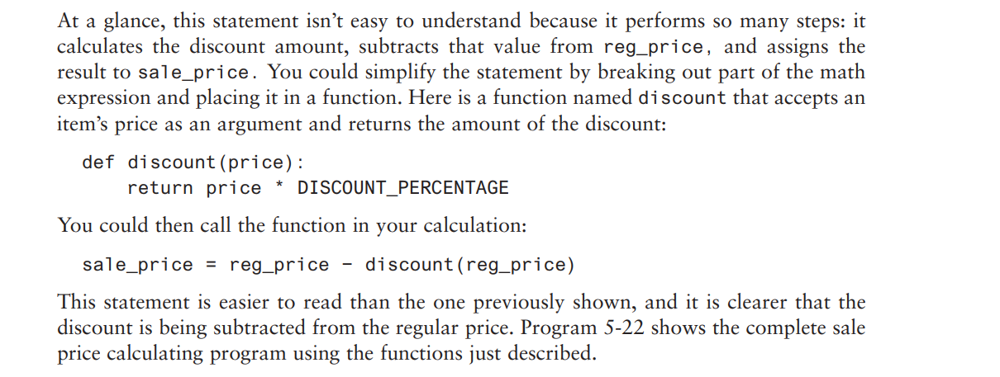 At a glance, this statement isn’t easy to understand because it performs so many steps: it
calculates the discount amount, subtracts that value from reg_price, and assigns the
result to sale_price. You could simplify the statement by breaking out part of the math
expression and placing it in a function. Here is a function named discount that accepts an
item’s price as an argument and returns the amount of the discount:
def discount(price):
    return price * DISCOUNT_PERCENTAGE
You could then call the function in your calculation:
sale_price = reg_price − discount(reg_price)
This statement is easier to read than the one previously shown, and it is clearer that the
discount is being subtracted from the regular price. Program 5-22 shows the complete sale
price calculating program using the functions just described.